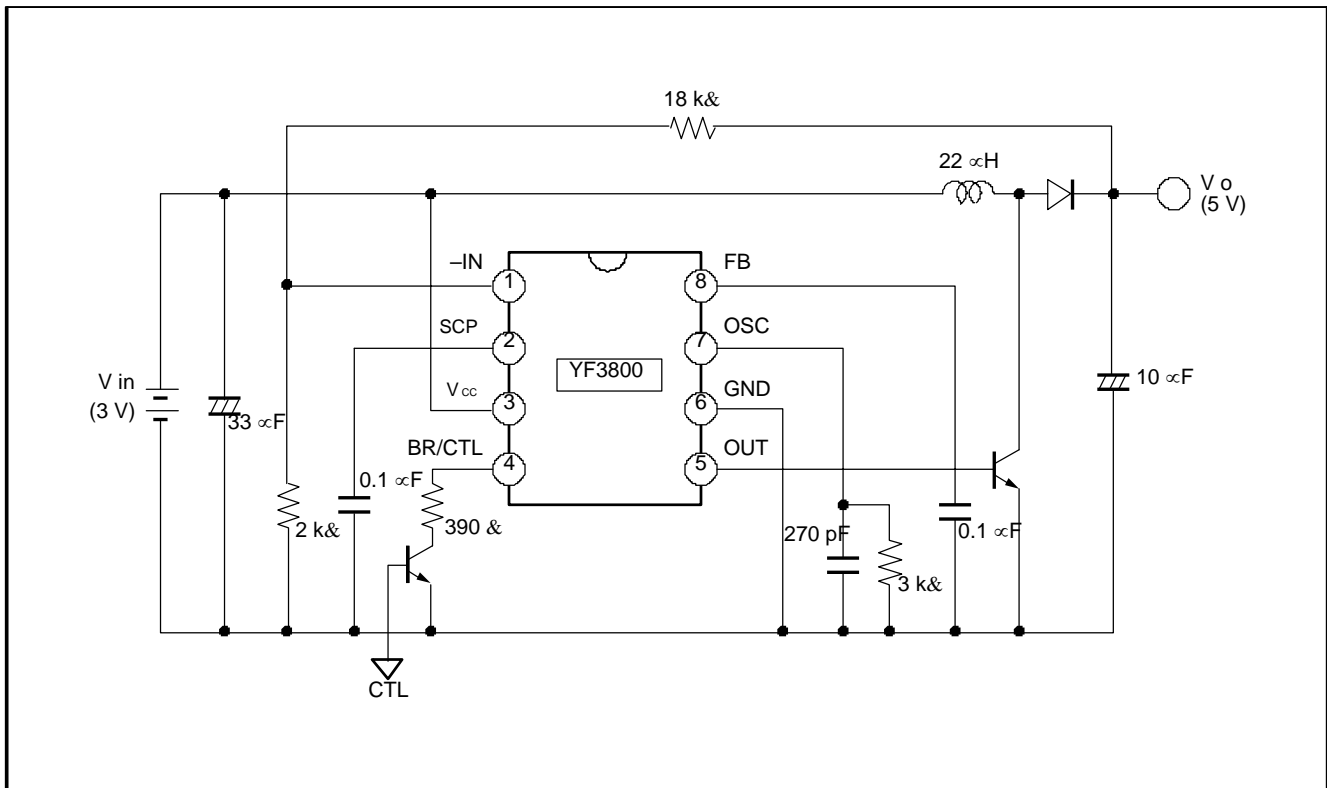 18 k&
22 ∝H
V o
(5 V)
–IN
FB
1
8
SCP
OSC
2
7
YF3800
V in
(3 V)
33 ∝F
Vcc
GND
3
6
10 ∝F
BR/CTL
OUT
4
5
0.1 ∝F
2 k&
390 &
270 pF
0.1 ∝F
3 k&
CTL